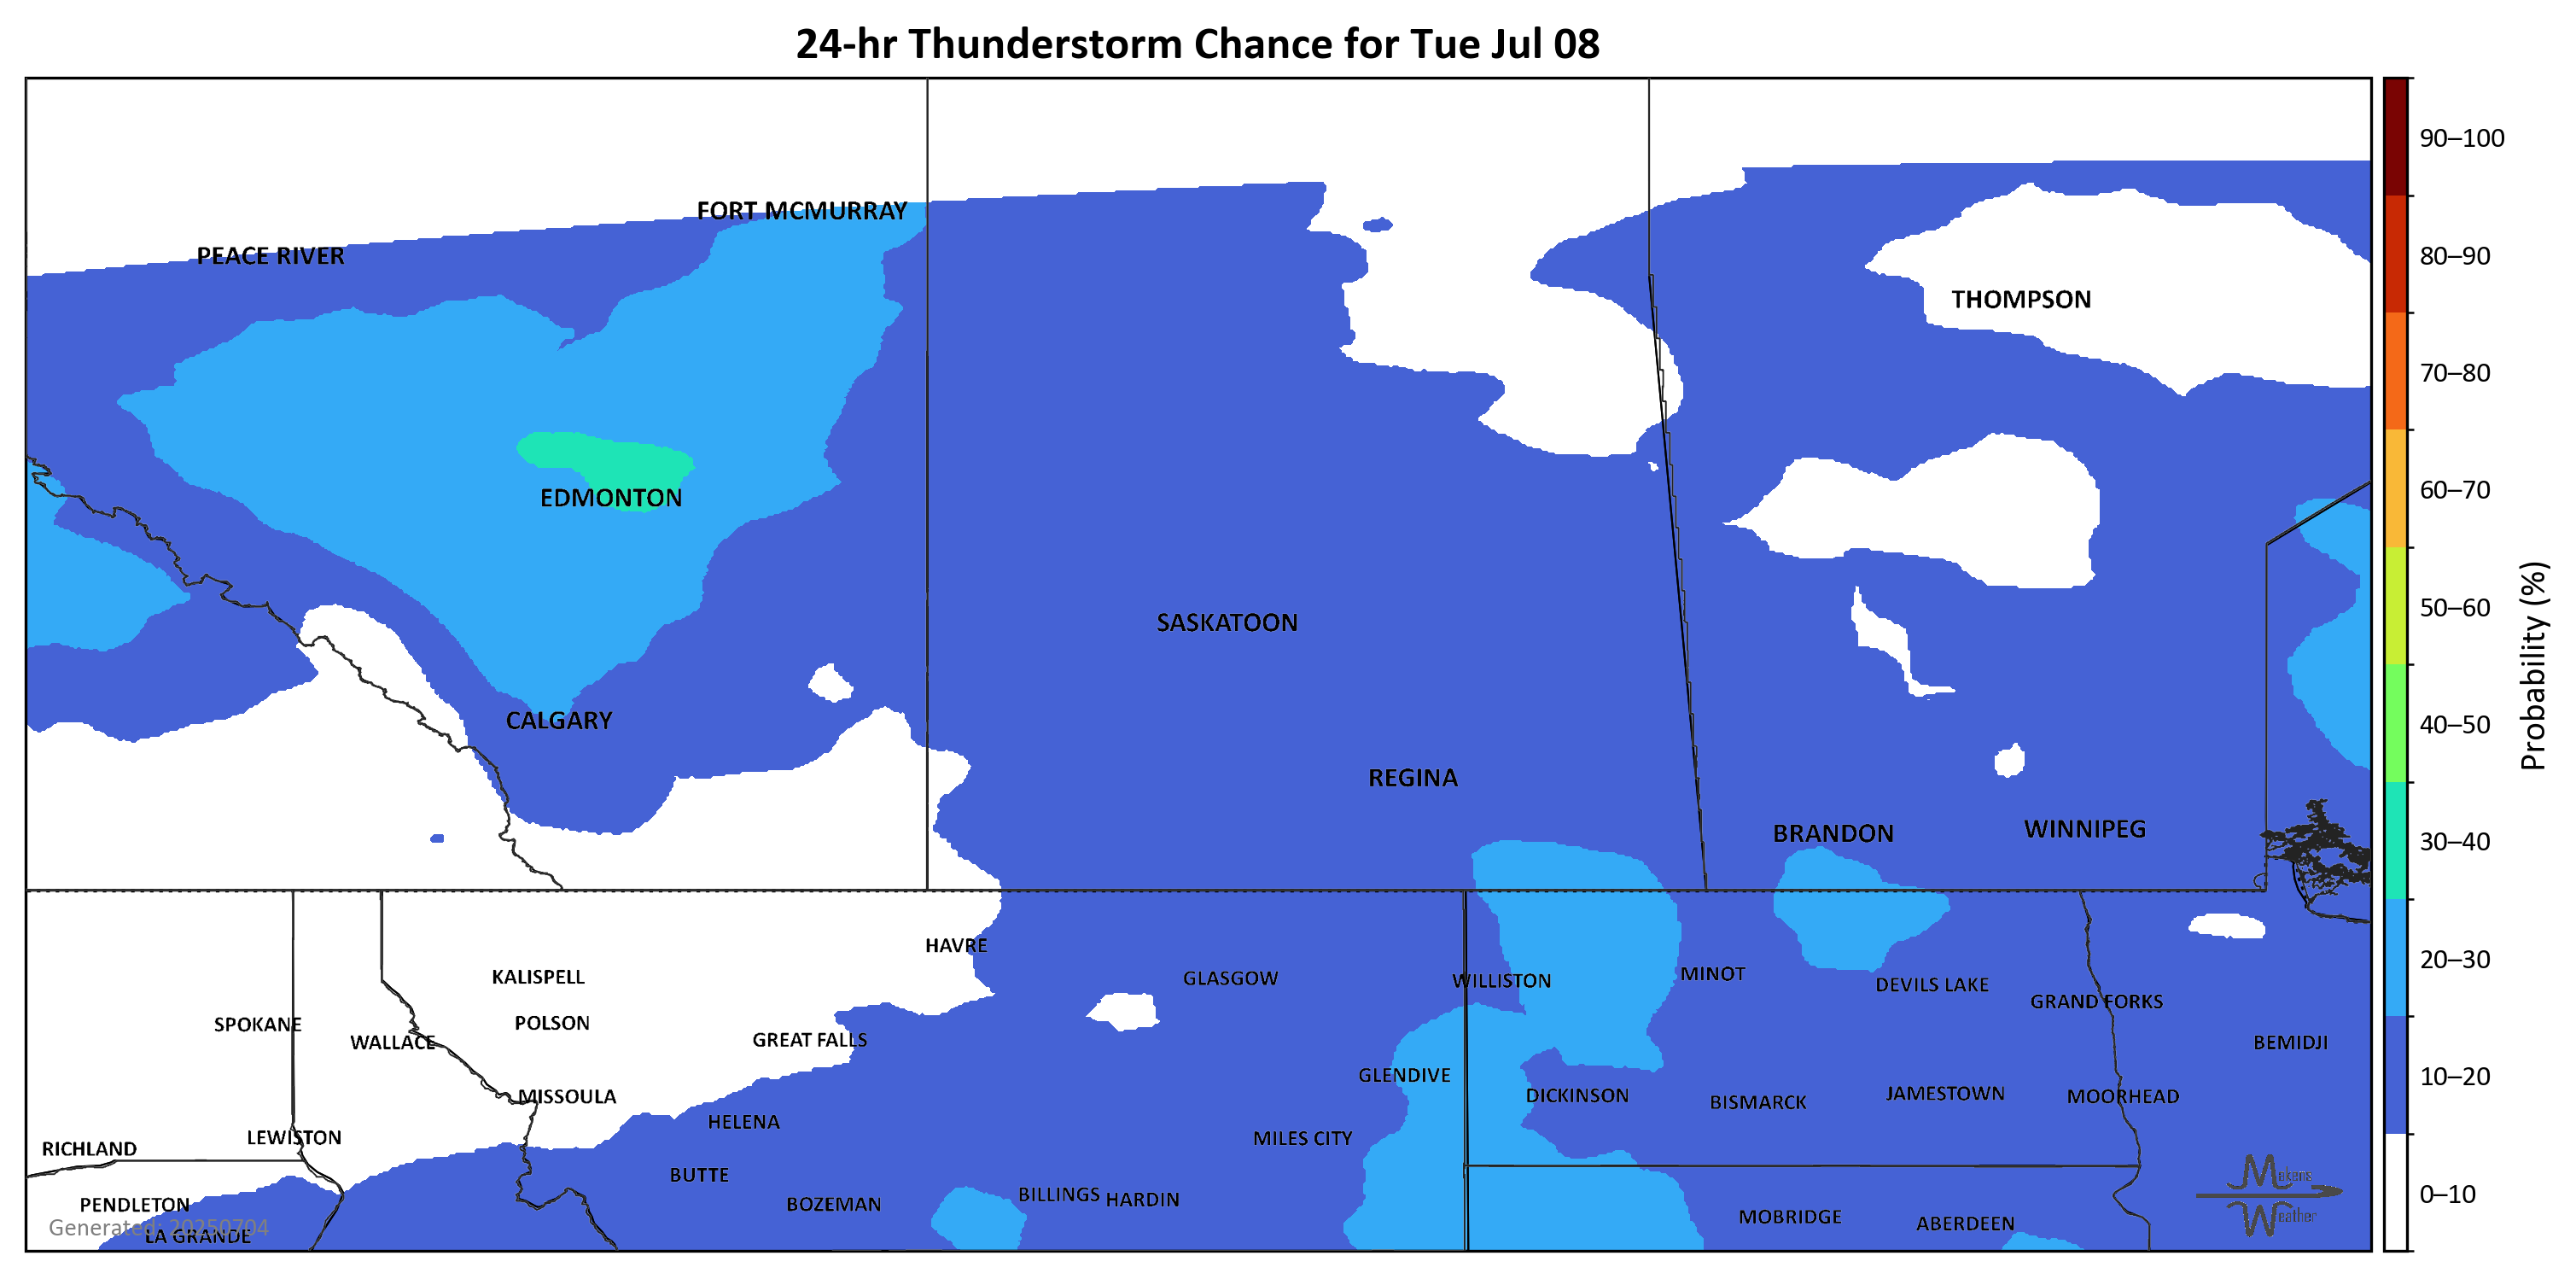 24-hr Thunderstorm Chance for Tue Jul 08
90–100
FORT MCMURRAY
PEACE RIVER
80–90
THOMPSON
70–80
60–70
EDMONTON
50–60
SASKATOON
Probability (%)
CALGARY
40–50
REGINA
BRANDON
WINNIPEG
30–40
HAVRE
20–30
KALISPELL
GLASGOW
WILLISTON
MINOT
DEVILS LAKE
GRAND FORKS
SPOKANE
POLSON
WALLACE
GREAT FALLS
BEMIDJI
10–20
GLENDIVE
MISSOULA
DICKINSON
BISMARCK
JAMESTOWN
MOORHEAD
HELENA
LEWISTON
MILES CITY
RICHLAND
BUTTE
Mekens
0–10
PENDLETON
BOZEMAN
BILLINGS
HARDIN
MOBRIDGE
ABERDEEN
Weather
Generated: 20250704
LA GRANDE